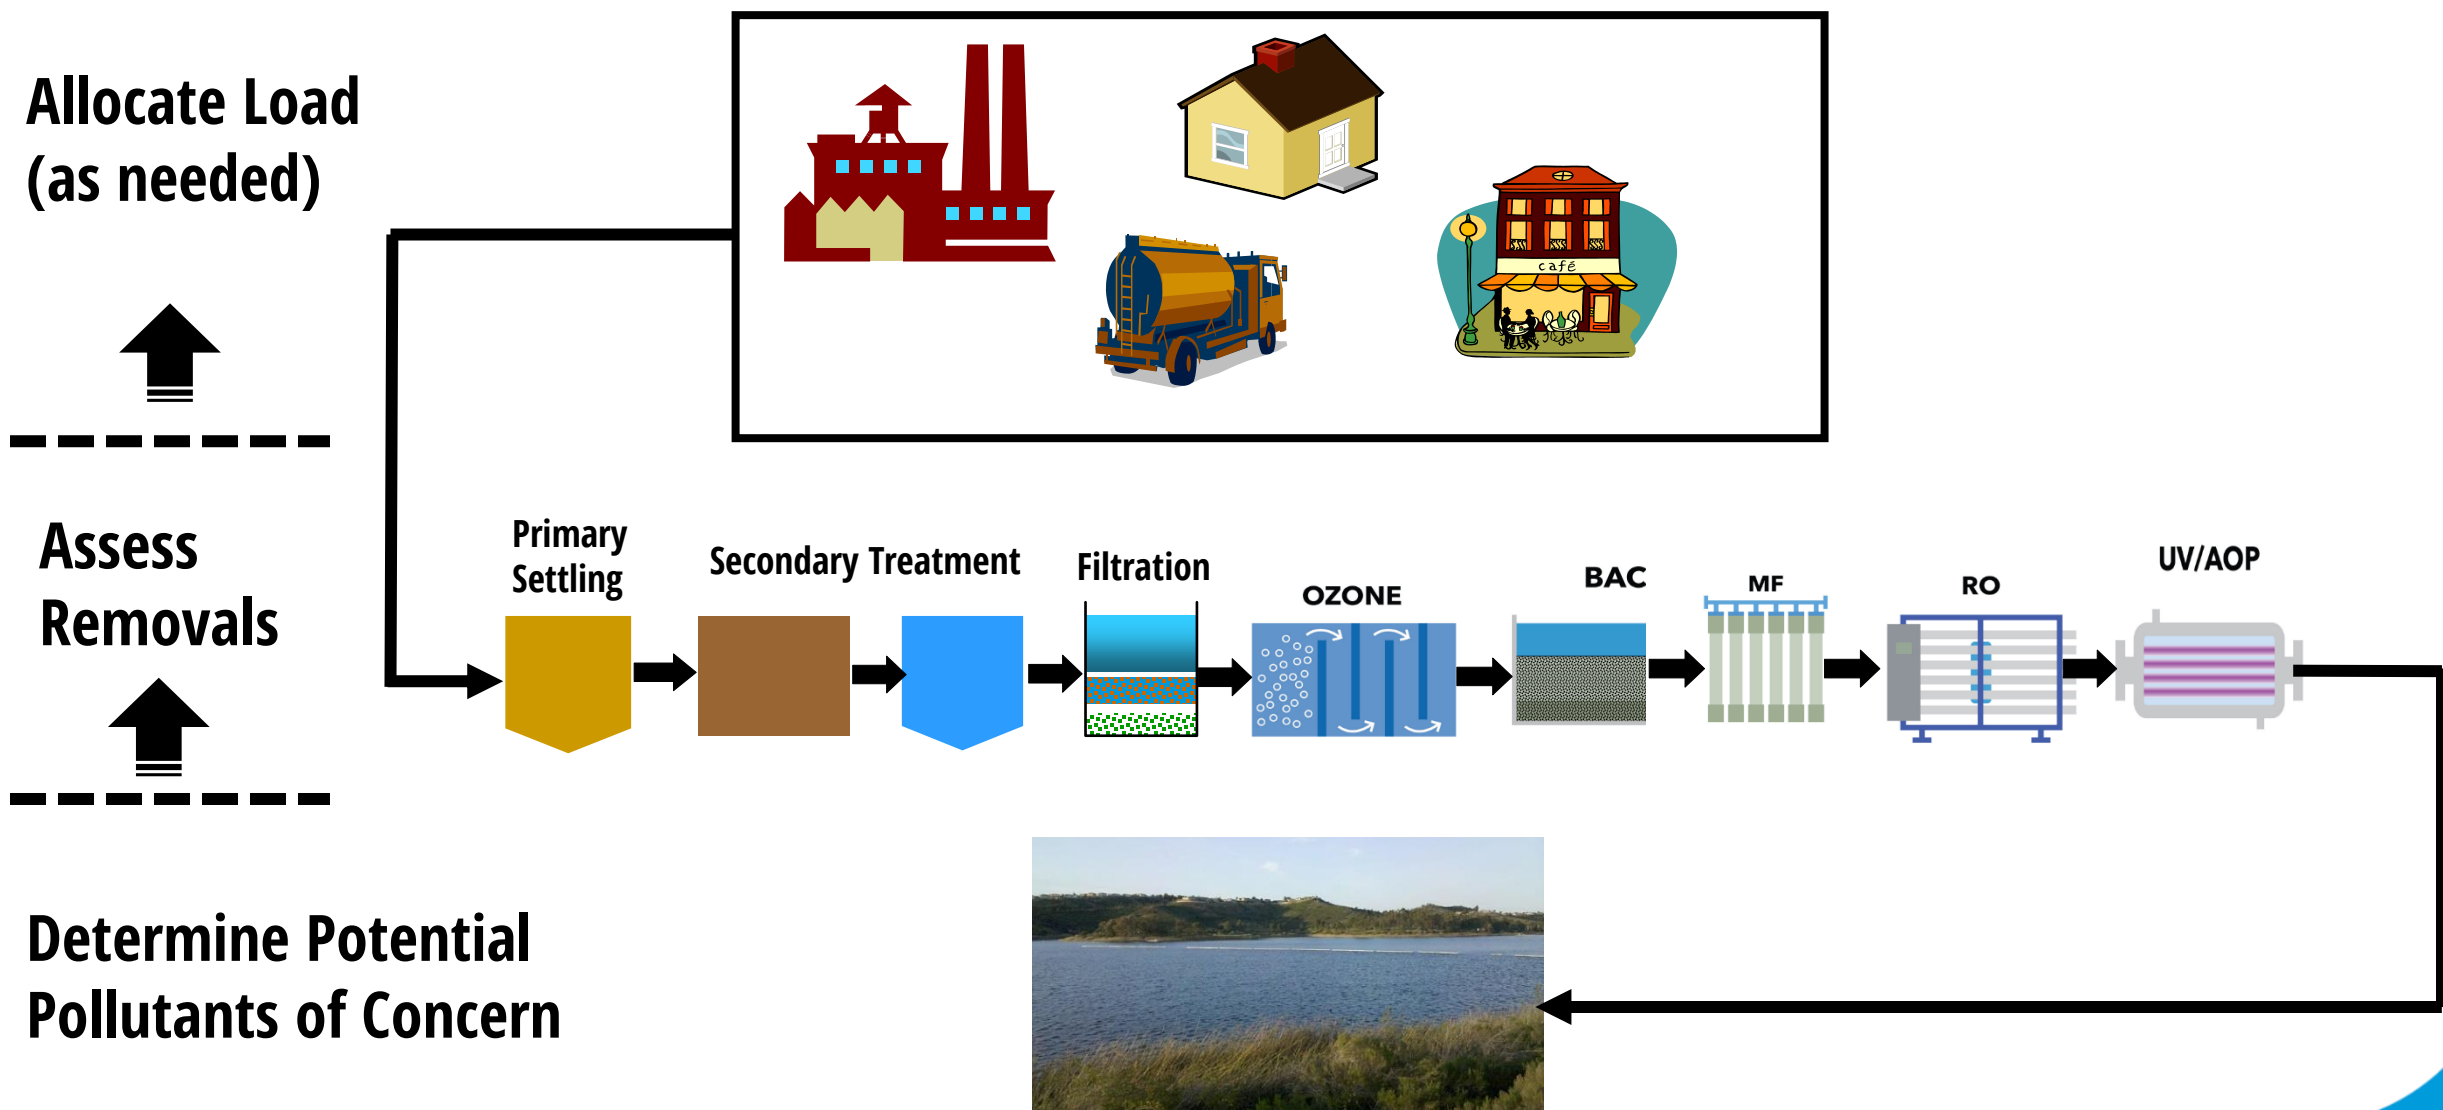 Allocate Load
(as needed)
café
Assess
Removals
Primary
Settling
Secondary Treatment
Filtration
OZONE
BAC
MF
RO
UV/AOP
Determine Potential
Pollutants of Concern